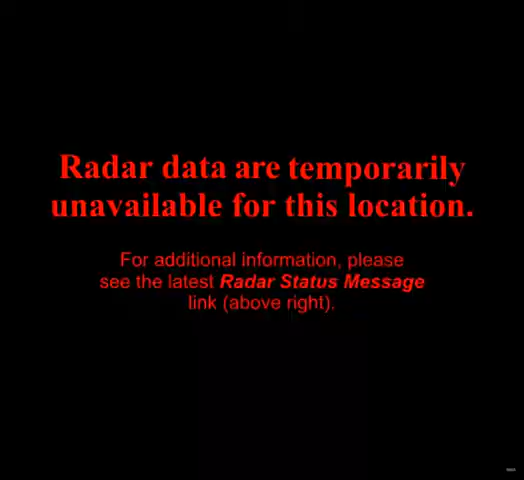 Radar data are temporarily
unavailable for this location.
For additional information, please
see the latest Radar Status Message
link (above right).